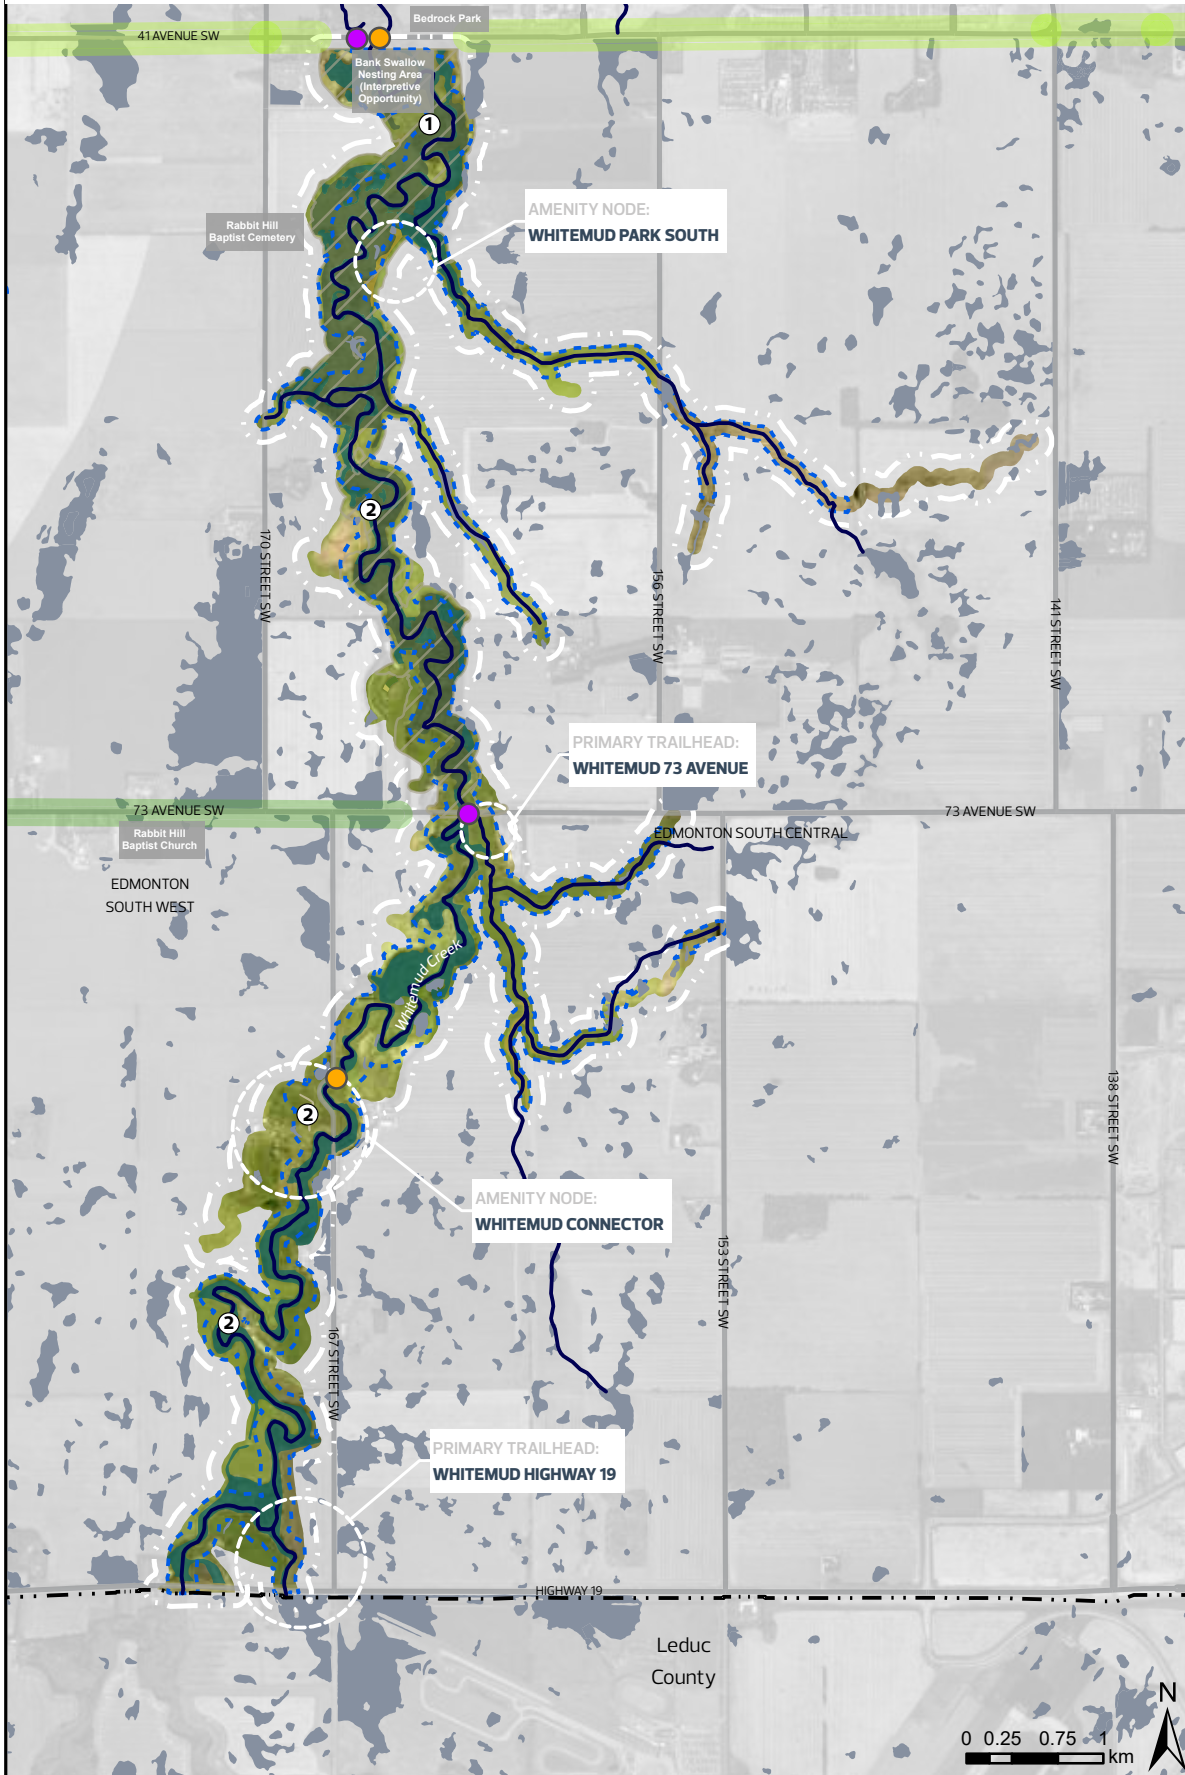 Bedrock Park
41 AVENUE SW
Bank Swallow
Nesting Area
(Interpretive
Opportunity)
1
AMENITY NODE:
WHITEMUD PARK SOUTH
Rabbit Hill
Baptist Cemetery
2
170 STREET SW
156 STREET SW
141 STREET SW
PRIMARY TRAILHEAD:
WHITEMUD 73 AVENUE
73 AVENUE SW
73 AVENUE SW
Rabbit Hill
Baptist Church
EDMONTON SOUTH CENTRAL
EDMONTON
SOUTH WEST
Whitemud Creek
2
138 STREET SW
AMENITY NODE:
WHITEMUD CONNECTOR
153 STREET SW
2
167 STREET SW
PRIMARY TRAILHEAD:
WHITEMUD HIGHWAY 19
HIGHWAY 19
Leduc
County
N
0 0.25 0.75 1
km